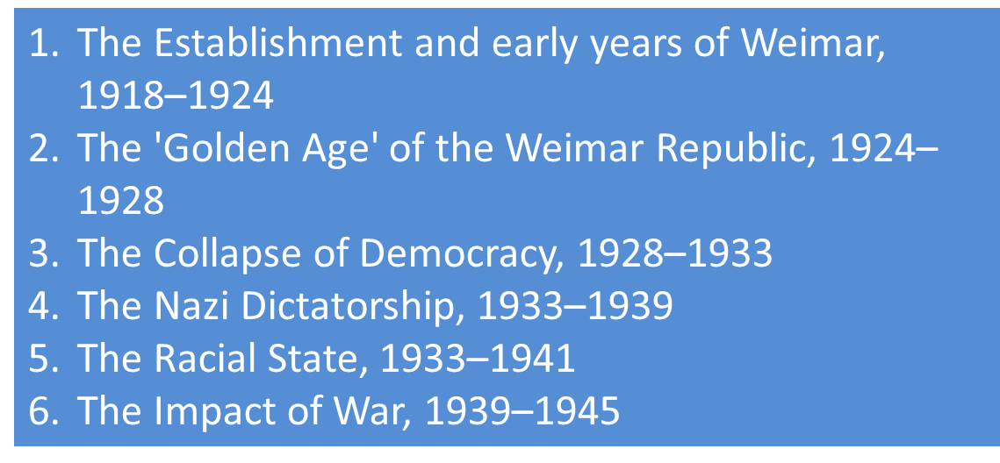 1. The Establishment and early years of Weimar,
1918–1924
2. The 'Golden Age' of the Weimar Republic, 1924–
1928
3. The Collapse of Democracy, 1928–1933
4. The Nazi Dictatorship, 1933–1939
5. The Racial State, 1933–1941
6. The Impact of War, 1939–1945